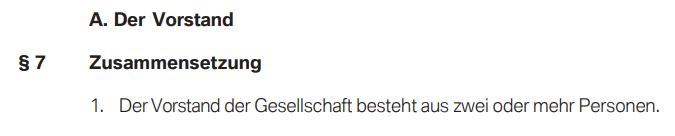 A. Der Vorstand
§ 7 Zusammensetzung
1. Der Vorstand der Gesellschaft besteht aus zwei oder mehr Personen.